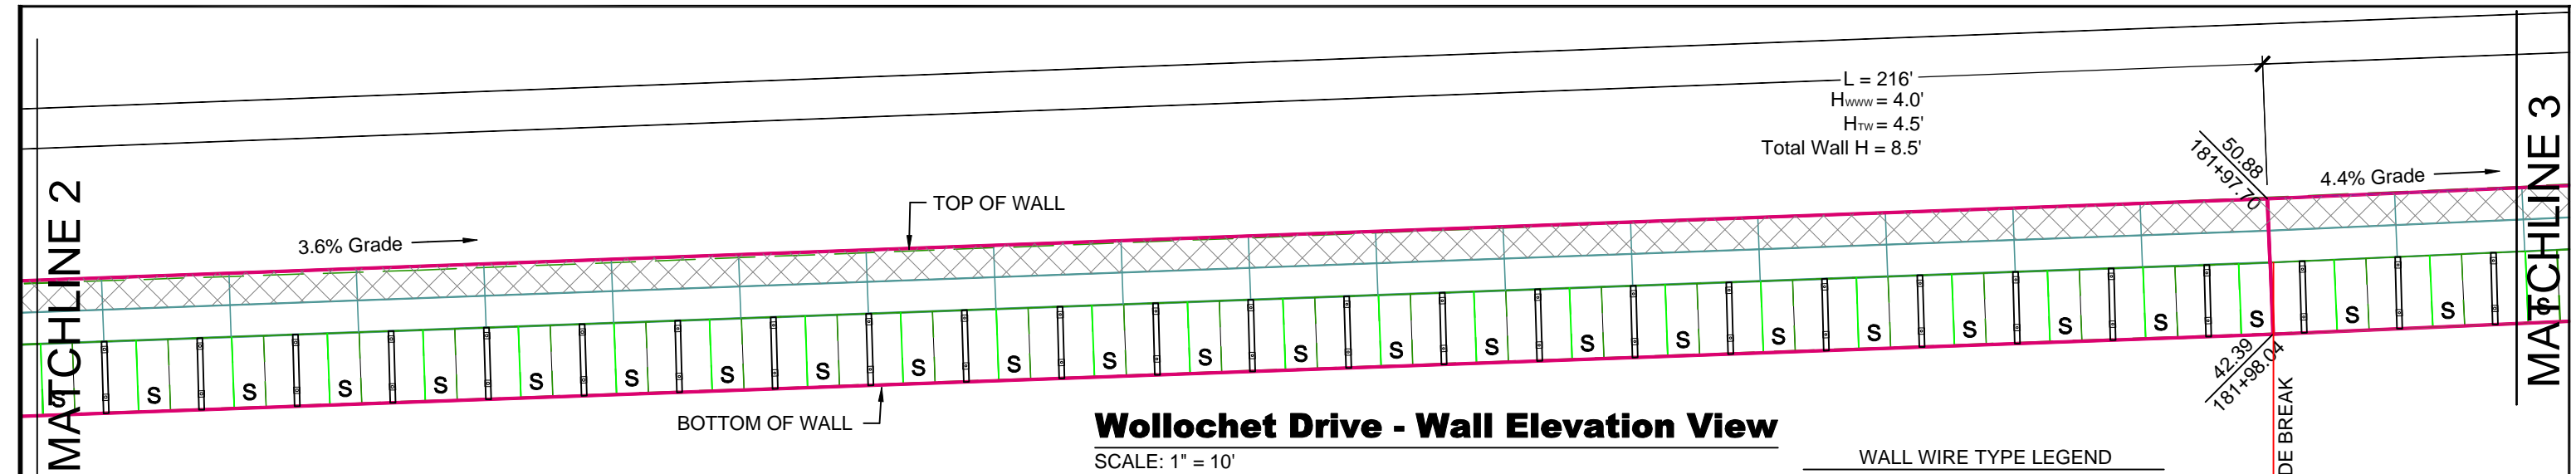 L = 216'
HWWW = 4.0'
HTW = 4.5'
Total Wall H = 8.5'
50.88
181+97.70
4.4% Grade
MATCHLINE 2
MATCHLINE 3
TOP OF WALL
3.6% Grade
S S S S S S S S S S S S S S S S S S S S S S S S S S S
42.39
181+98.04
DE BREAK
BOTTOM OF WALL
Wollochet Drive - Wall Elevation View
SCALE: 1" = 10'
WALL WIRE TYPE LEGEND